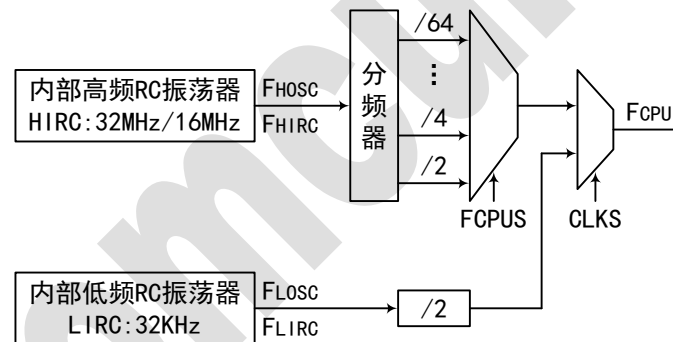 /64
内部高频RC振荡器
HIRC:32MHz/16MHz
FHOSC
FHIRC
分频器
⋮
/4
/2
FCPUS
CLKS
FCPU
内部低频RC振荡器
LIRC:32KHz
FLOSC
FLIRC
/2